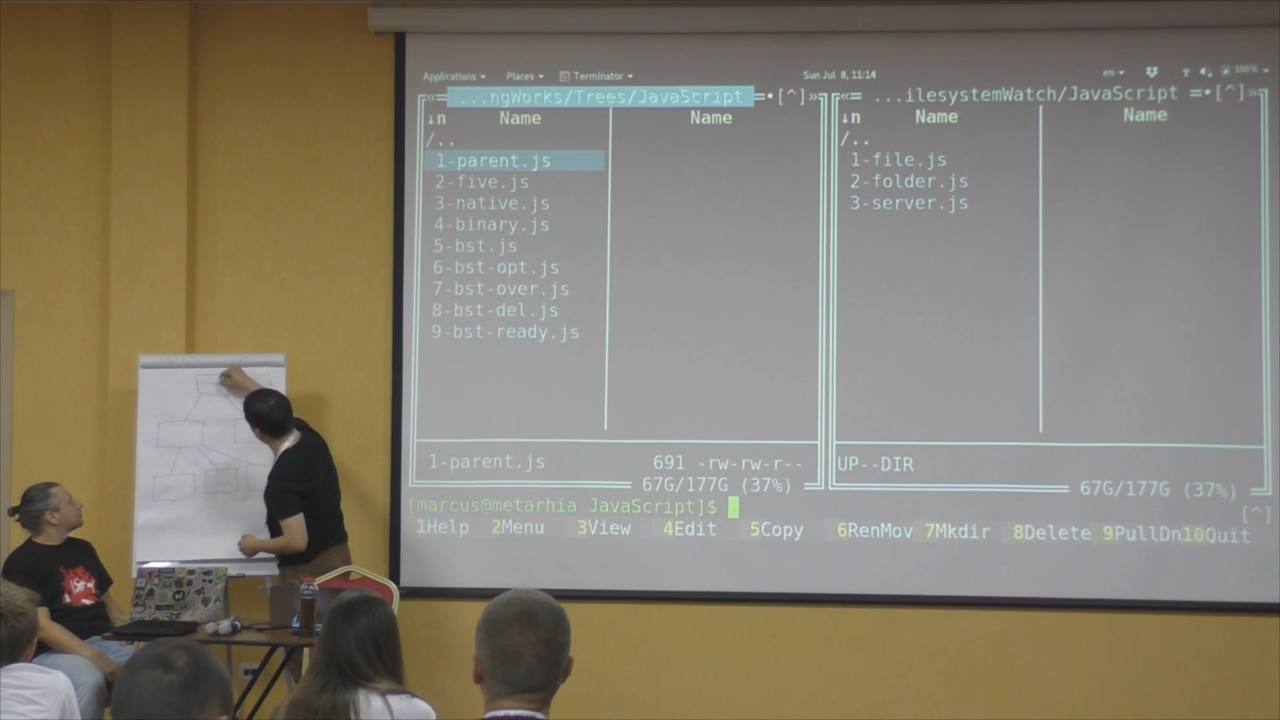 Applications ▾ Places ▾ Terminator ▾ Sun Jul 8, 11:14 en ▾ 100% ▾
«= ...ngWorks/Trees/JavaScript =•[^]»
↓n Name Name
/..
1-parent.js
2-five.js
3-native.js
4-binary.js
5-bst.js
6-bst-opt.js
7-bst-over.js
8-bst-del.js
9-bst-ready.js
1-parent.js 691 -rw-rw-r--
67G/177G (37%)
«= ...ilesystemWatch/JavaScript =•[^]»
↓n Name Name
/..
1-file.js
2-folder.js
3-server.js
UP--DIR
67G/177G (37%)
[marcus@metarhia JavaScript]$ [^]
1Help 2Menu 3View 4Edit 5Copy 6RenMov 7Mkdir 8Delete 9PullDn 10Quit